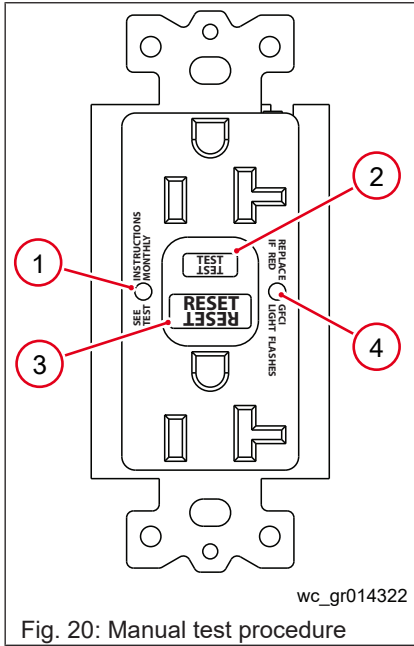 2
INSTRUCTIONS
MONTHLY
SEE
TEST
TEST
TEST
REPLACE
IF RED
GFCI
LIGHT FLASHES
1
RESET
RESET
3
4
wc_gr014322
Fig. 20: Manual test procedure